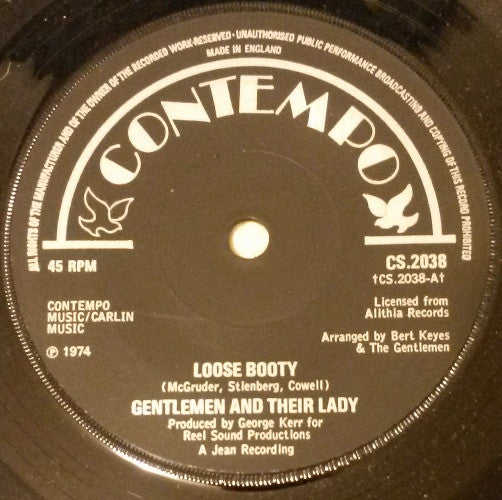 ALL RIGHTS OF THE MANUFACTURER AND OF THE OWNER OF THE RECORDED WORK RESERVED · UNAUTHORISED PUBLIC PERFORMANCE BROADCASTING AND COPYING OF THIS RECORD PROHIBITED
MADE IN ENGLAND
CONTEMPO
45 RPM
CS.2038
†CS.2038-A†
CONTEMPO
MUSIC/CARLIN
MUSIC
℗ 1974
Licensed from
Alithia Records
Arranged by Bert Keyes
& The Gentlemen
LOOSE BOOTY
(McGruder, Stlenberg, Cowell)
GENTLEMEN AND THEIR LADY
Produced by George Kerr for
Reel Sound Productions
A Jean Recording